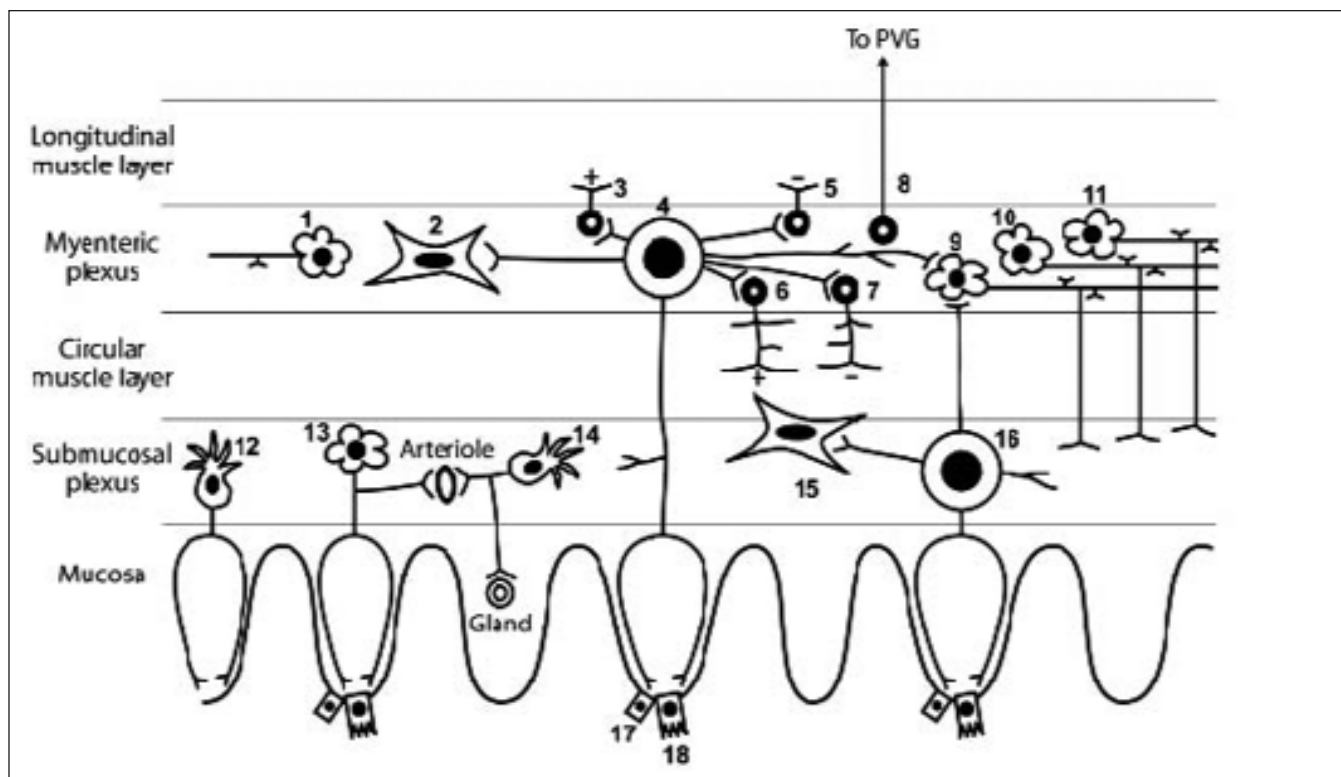 To PVG
Longitudinal
muscle layer
+
3
4
-
5
8
11
1
2
10
9
Myenteric
plexus
6
7
Circular
muscle layer
+
-
12
13
Arteriole
14
16
Submucosal
plexus
15
Mucosa
Gland
17
18